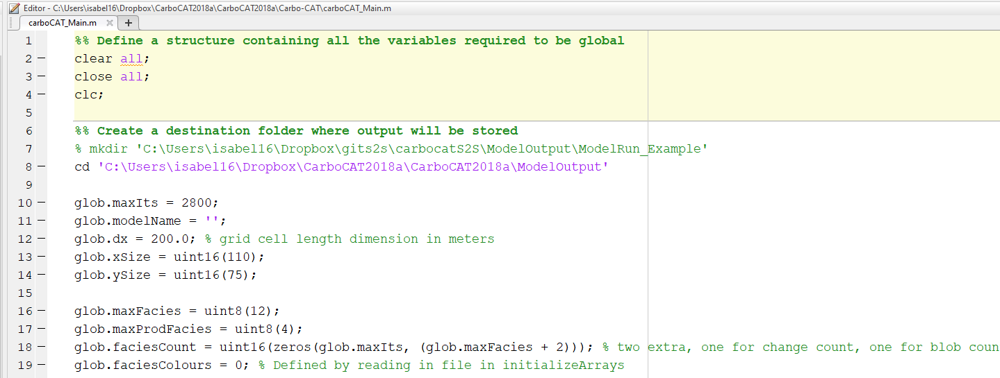 Editor - C:\Users\isabel16\Dropbox\CarboCAT2018a\CarboCAT2018a\Carbo-CAT\carboCAT_Main.m
carboCAT_Main.m × +
1 %% Define a structure containing all the variables required to be global
2 – clear all;
3 – close all;
4 – clc;
5
6 %% Create a destination folder where output will be stored
7 % mkdir 'C:\Users\isabel16\Dropbox\gits2s\carbocatS2S\ModelOutput\ModelRun_Example'
8 – cd 'C:\Users\isabel16\Dropbox\CarboCAT2018a\CarboCAT2018a\ModelOutput'
9
10 – glob.maxIts = 2800;
11 – glob.modelName = '';
12 – glob.dx = 200.0; % grid cell length dimension in meters
13 – glob.xSize = uint16(110);
14 – glob.ySize = uint16(75);
15
16 – glob.maxFacies = uint8(12);
17 – glob.maxProdFacies = uint8(4);
18 – glob.faciesCount = uint16(zeros(glob.maxIts, (glob.maxFacies + 2))); % two extra, one for change count, one for blob coun
19 – glob.faciesColours = 0; % Defined by reading in file in initializeArrays